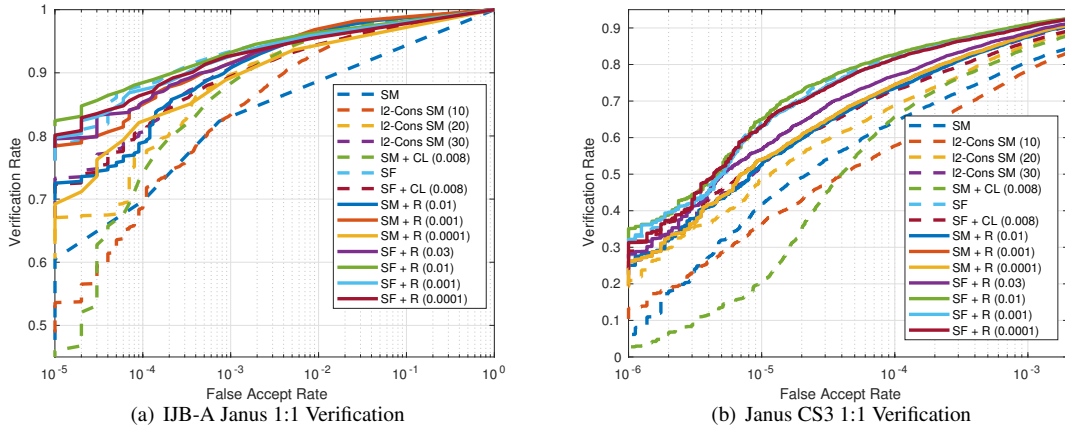 1
0.9
0.8
0.7
0.6
0.5
Verification Rate
10^-5
10^-4
10^-3
10^-2
10^-1
10^0
False Accept Rate
SM
l2-Cons SM (10)
l2-Cons SM (20)
l2-Cons SM (30)
SM + CL (0.008)
SF
SF + CL (0.008)
SM + R (0.01)
SM + R (0.001)
SM + R (0.0001)
SF + R (0.03)
SF + R (0.01)
SF + R (0.001)
SF + R (0.0001)
(a) IJB-A Janus 1:1 Verification
0.9
0.8
0.7
0.6
0.5
0.4
0.3
0.2
0.1
0
Verification Rate
10^-6
10^-5
10^-4
10^-3
False Accept Rate
SM
l2-Cons SM (10)
l2-Cons SM (20)
l2-Cons SM (30)
SM + CL (0.008)
SF
SF + CL (0.008)
SM + R (0.01)
SM + R (0.001)
SM + R (0.0001)
SF + R (0.03)
SF + R (0.01)
SF + R (0.001)
SF + R (0.0001)
(b) Janus CS3 1:1 Verification